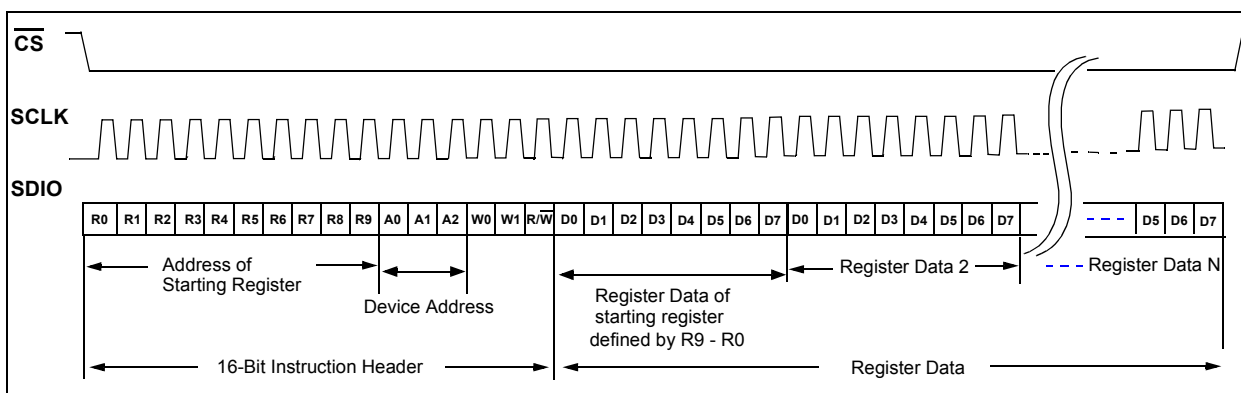 CS
SCLK
SDIO
R0 R1 R2 R3 R4 R5 R6 R7 R8 R9 A0 A1 A2 W0 W1 R/W D0 D1 D2 D3 D4 D5 D6 D7 D0 D1 D2 D3 D4 D5 D6 D7 D5 D6 D7
Address of
Starting Register
Device Address
Register Data of
starting register
defined by R9 - R0
Register Data 2
Register Data N
16-Bit Instruction Header
Register Data